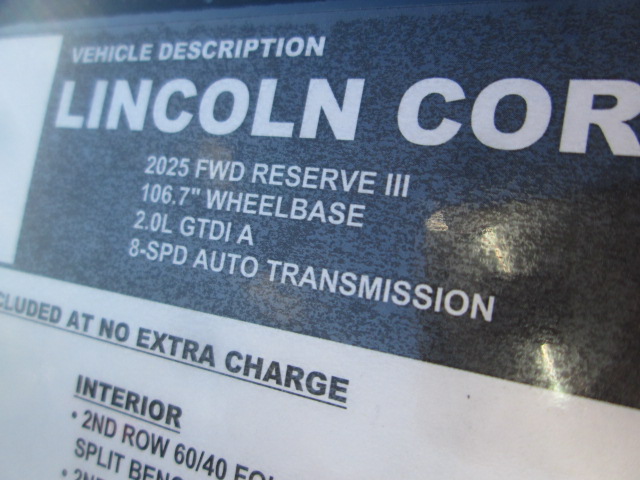 VEHICLE DESCRIPTION
LINCOLN COR
2025 FWD RESERVE III
106.7" WHEELBASE
2.0L GTDI A
8-SPD AUTO TRANSMISSION
CLUDED AT NO EXTRA CHARGE
INTERIOR
• 2ND ROW 60/40
SPLIT